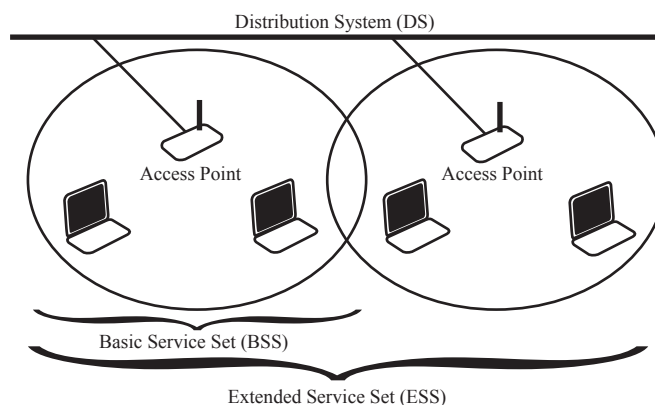 Distribution System (DS)
Access Point
Access Point
Basic Service Set (BSS)
Extended Service Set (ESS)